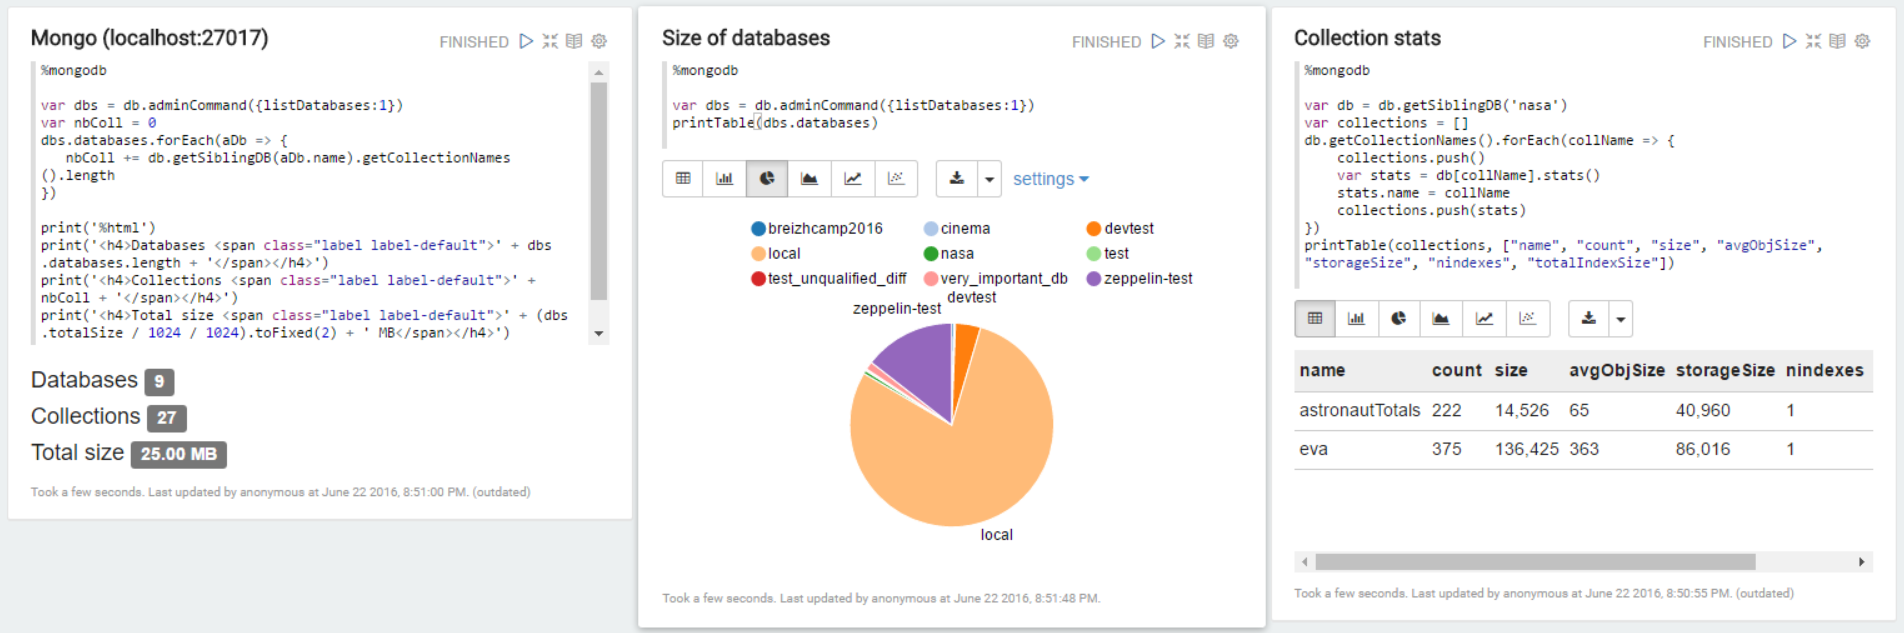 Mongo (localhost:27017)
FINISHED
%mongodb
var dbs = db.adminCommand({listDatabases:1})
var nbColl = 0
dbs.databases.forEach(aDb => {
nbColl += db.getSiblingDB(aDb.name).getCollectionNames
().length
})
print('%html')
print('<h4>Databases <span class="label label-default">' + dbs
.databases.length + '</span></h4>')
print('<h4>Collections <span class="label label-default">' +
nbColl + '</span></h4>')
print('<h4>Total size <span class="label label-default">' + (dbs
.totalSize / 1024 / 1024).toFixed(2) + ' MB</span></h4>')
Databases 9
Collections 27
Total size 25.00 MB
Took a few seconds. Last updated by anonymous at June 22 2016, 8:51:00 PM. (outdated)
Size of databases
FINISHED
%mongodb
var dbs = db.adminCommand({listDatabases:1})
printTable(dbs.databases)
settings
breizhcamp2016 cinema devtest
local nasa test
test_unqualified_diff very_important_db zeppelin-test
devtest
zeppelin-test
local
Took a few seconds. Last updated by anonymous at June 22 2016, 8:51:48 PM.
Collection stats
FINISHED
%mongodb
var db = db.getSiblingDB('nasa')
var collections = []
db.getCollectionNames().forEach(collName => {
collections.push()
var stats = db[collName].stats()
stats.name = collName
collections.push(stats)
})
printTable(collections, ["name", "count", "size", "avgObjSize",
"storageSize", "nindexes", "totalIndexSize"])
name count size avgObjSize storageSize nindexes
astronautTotals 222 14,526 65 40,960 1
eva 375 136,425 363 86,016 1
Took a few seconds. Last updated by anonymous at June 22 2016, 8:50:55 PM. (outdated)